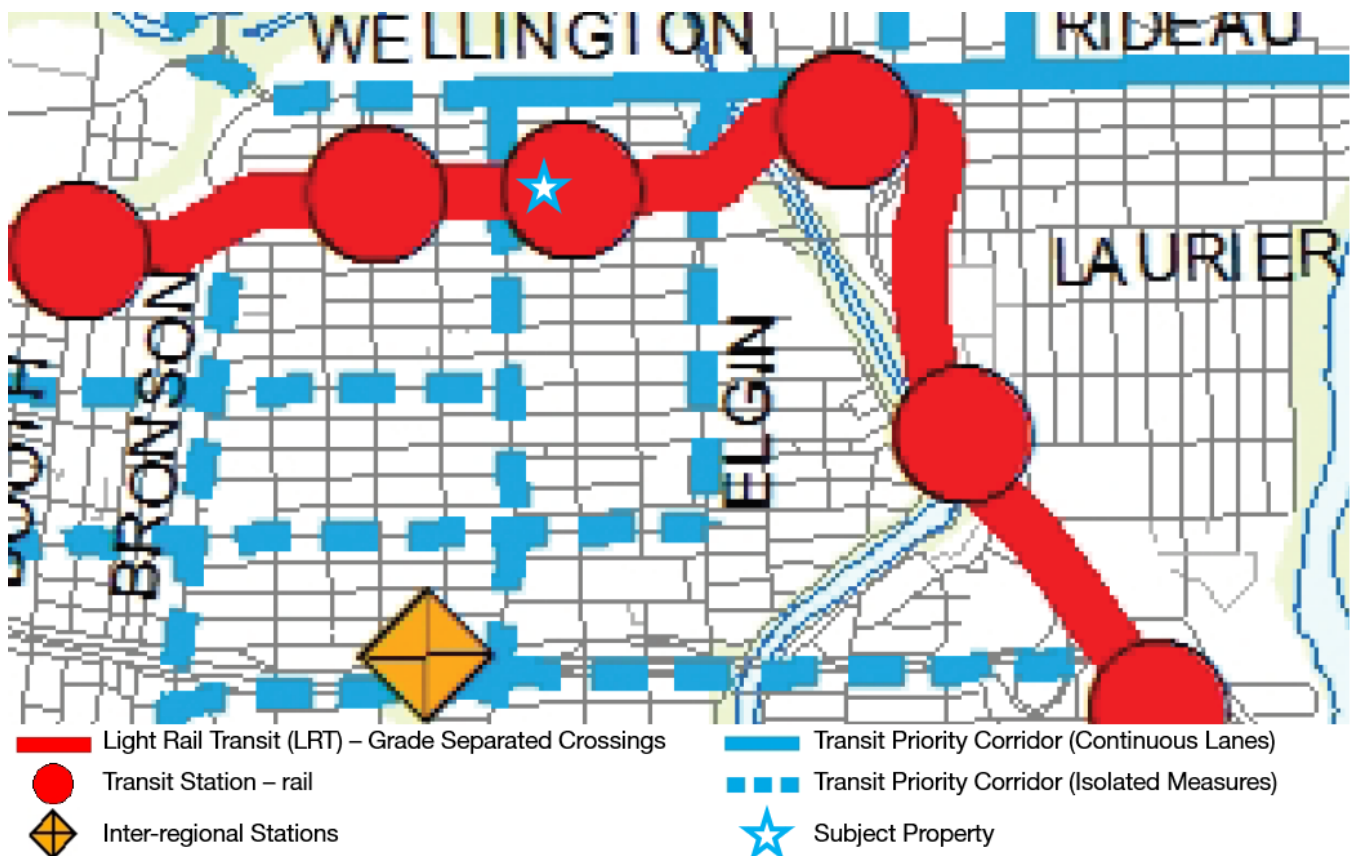 WELLINGTON
RIDEAU
LAURIER
BRONSON
ELGIN
Light Rail Transit (LRT) – Grade Separated Crossings
Transit Station – rail
Inter-regional Stations
Transit Priority Corridor (Continuous Lanes)
Transit Priority Corridor (Isolated Measures)
Subject Property